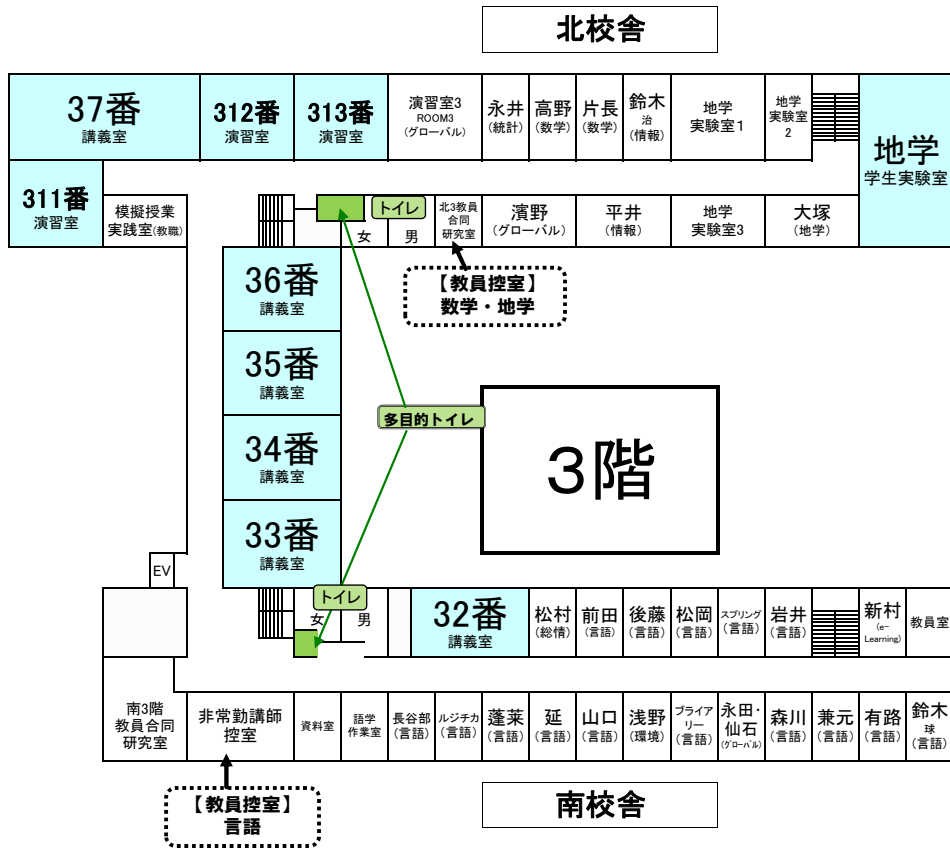 北校舎
37番
講義室
312番
演習室
313番
演習室
演習室3
ROOM3
(グローバル)
永井
(統計)
高野
(数学)
片長
(数学)
鈴木
治
(情報)
地学
実験室1
地学
実験室
2
地学
学生実験室
311番
演習室
模擬授業
実践室(教職)
トイレ
女
男
北3教員
合同
研究室
濱野
(グローバル)
平井
(情報)
地学
実験室3
大塚
(地学)
【教員控室】
数学・地学
36番
講義室
35番
講義室
34番
講義室
33番
講義室
多目的トイレ
3階
EV
トイレ
女
男
32番
講義室
松村
(総情)
前田
(言語)
後藤
(言語)
松岡
(言語)
スプリング
(言語)
岩井
(言語)
新村
(e-
Learning)
教員室
南3階
教員合同
研究室
非常勤講師
控室
資料室
語学
作業室
長谷部
(言語)
ルジチカ
(言語)
蓬莱
(言語)
延
(言語)
山口
(言語)
浅野
(環境)
ブライア
リー
(言語)
永田・
仙石
(グローバル)
森川
(言語)
兼元
(言語)
有路
(言語)
鈴木
球
(言語)
【教員控室】
言語
南校舎